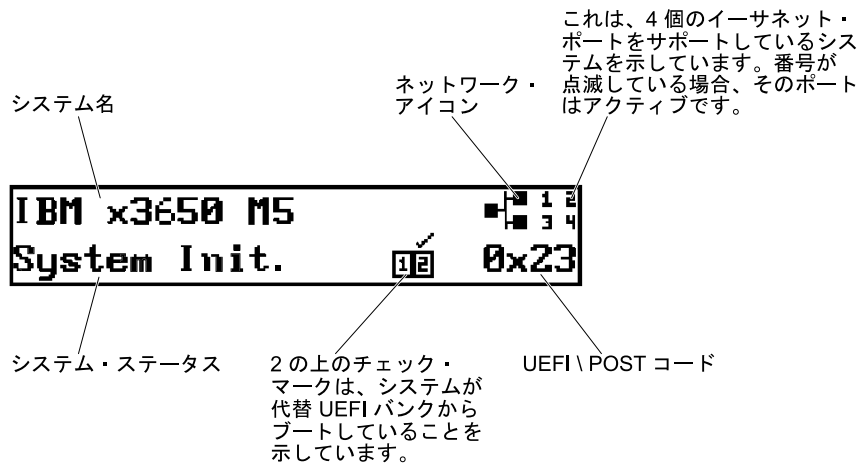 これは、4 個のイーサネット・
ポートをサポートしているシス
テムを示しています。番号が
点滅している場合、そのポート
はアクティブです。
ネットワーク・
アイコン
システム名
IBM x3650 M5
1 2
3 4
System Init.
1 2
0x23
システム・ステータス
2 の上のチェック・
マークは、システムが
代替 UEFI バンクから
ブートしていることを
示しています。
UEFI \ POST コード